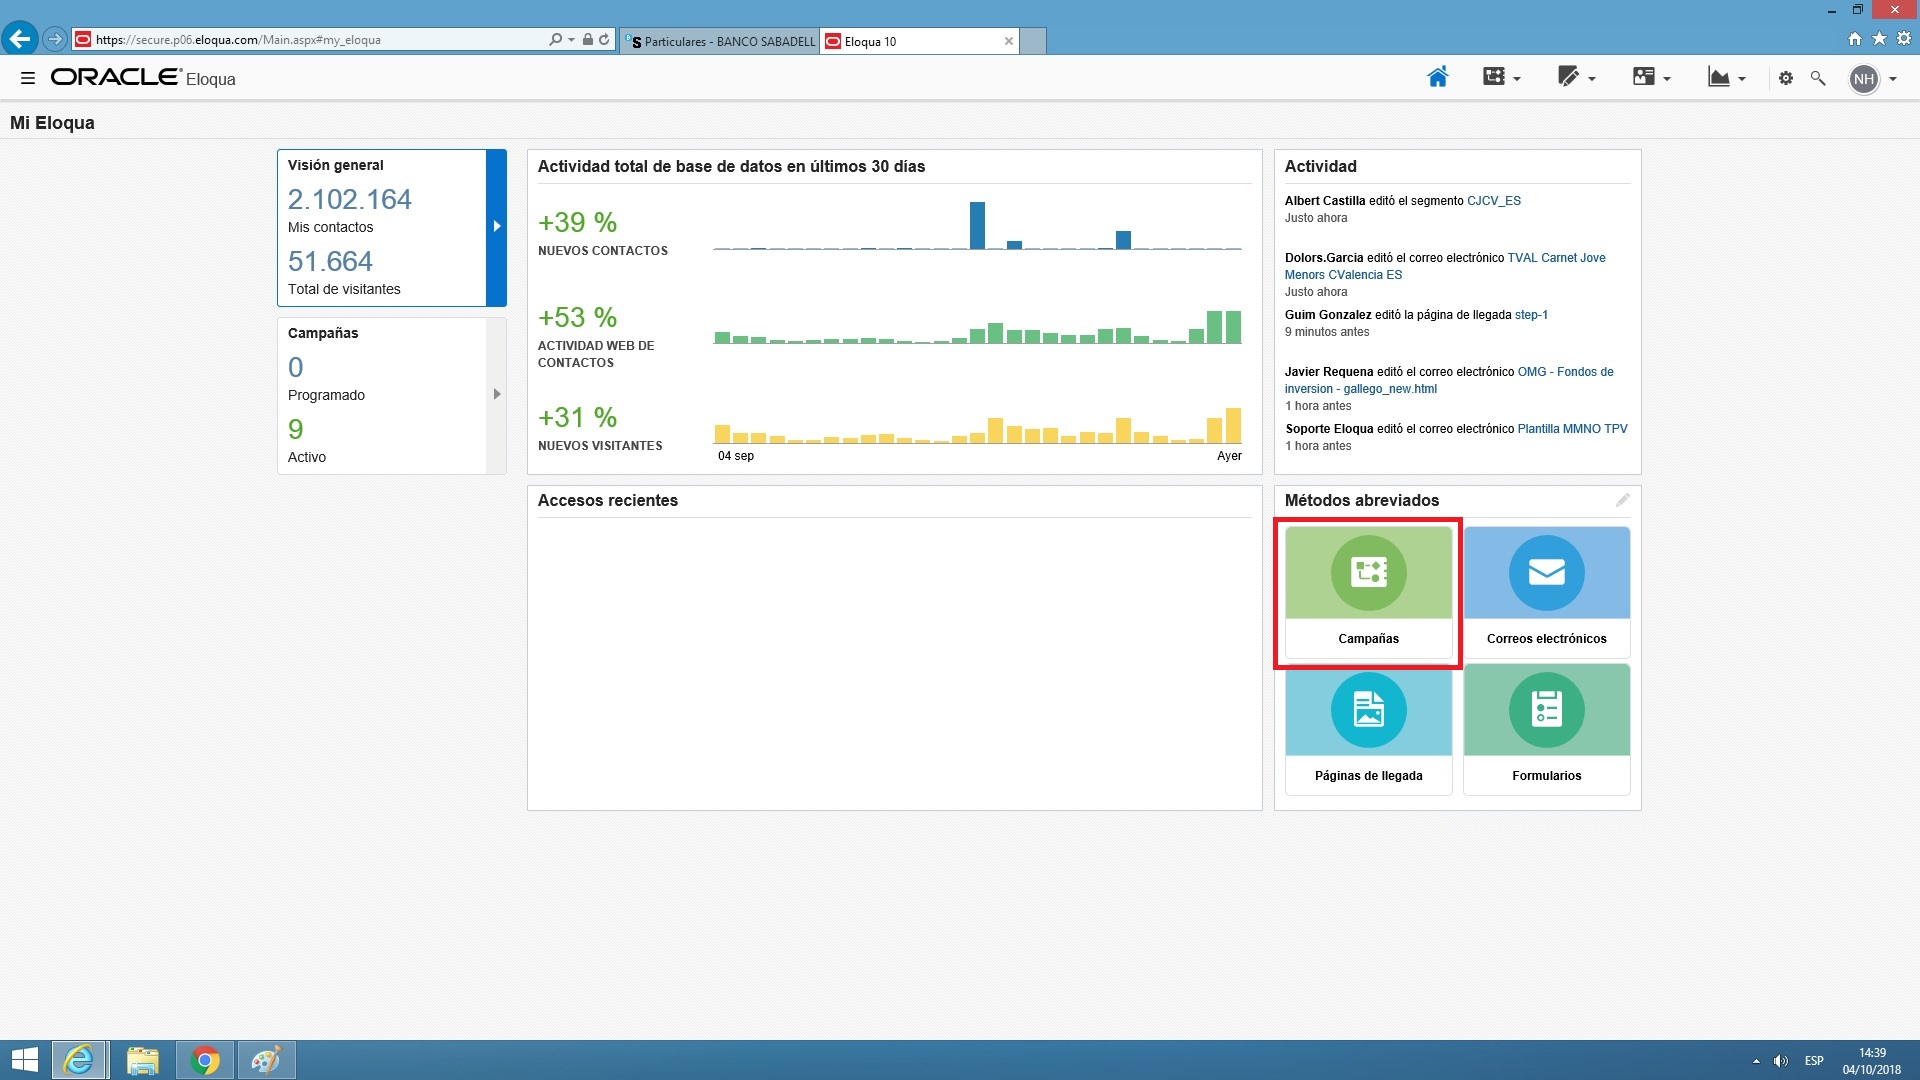 https://secure.p06.eloqua.com/Main.aspx#my_eloqua
Particulares - BANCO SABADELL
Eloqua 10
ORACLE Eloqua
NH
Mi Eloqua
Visión general
2.102.164
Mis contactos
51.664
Total de visitantes
Campañas
0
Programado
9
Activo
Actividad total de base de datos en últimos 30 días
+39 %
NUEVOS CONTACTOS
+53 %
ACTIVIDAD WEB DE
CONTACTOS
+31 %
NUEVOS VISITANTES
04 sep
Ayer
Actividad
Albert Castilla editó el segmento CJCV_ES
Justo ahora
Dolors.Garcia editó el correo electrónico TVAL Carnet Jove
Menors CValencia ES
Justo ahora
Guim Gonzalez editó la página de llegada step-1
9 minutos antes
Javier Requena editó el correo electrónico OMG - Fondos de
inversion - gallego_new.html
1 hora antes
Soporte Eloqua editó el correo electrónico Plantilla MMNO TPV
1 hora antes
Accesos recientes
Métodos abreviados
Campañas
Correos electrónicos
Páginas de llegada
Formularios
ESP
14:39
04/10/2018